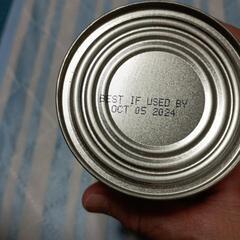 BEST IF USED BY
OCT 05 2024